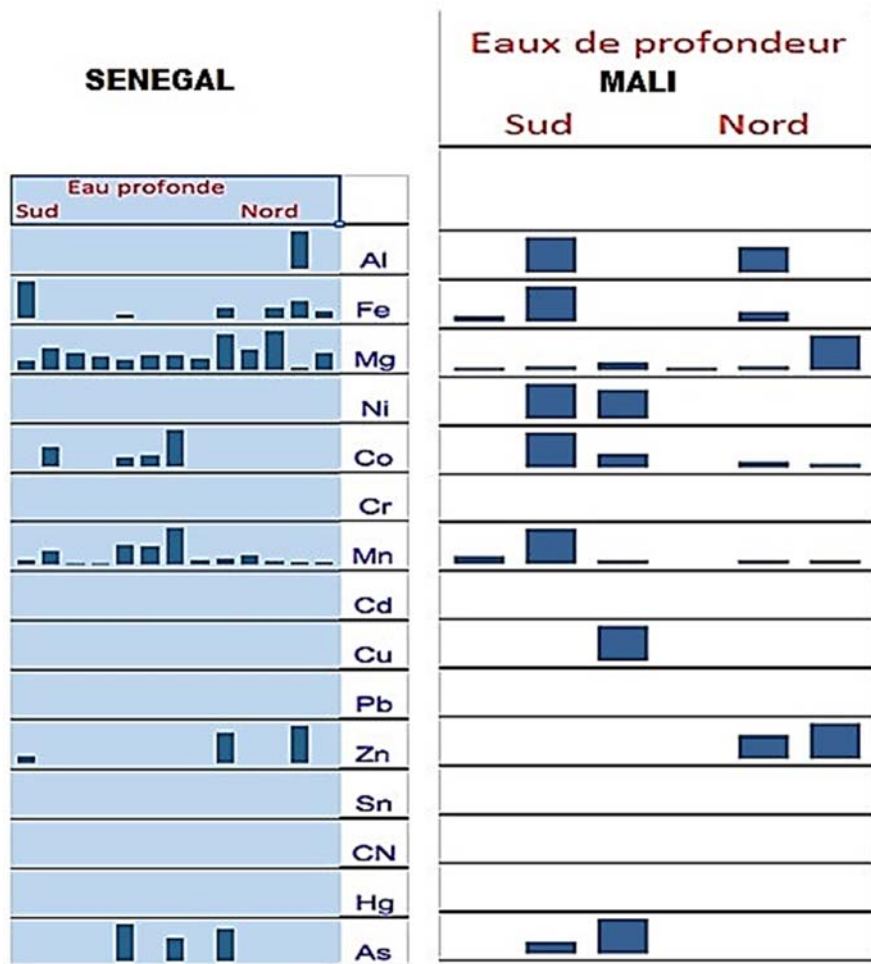 SENEGAL
Eaux de profondeur
MALI
Sud Nord
Eau profonde
Sud Nord
Al
Fe
Mg
Ni
Co
Cr
Mn
Cd
Cu
Pb
Zn
Sn
CN
Hg
As